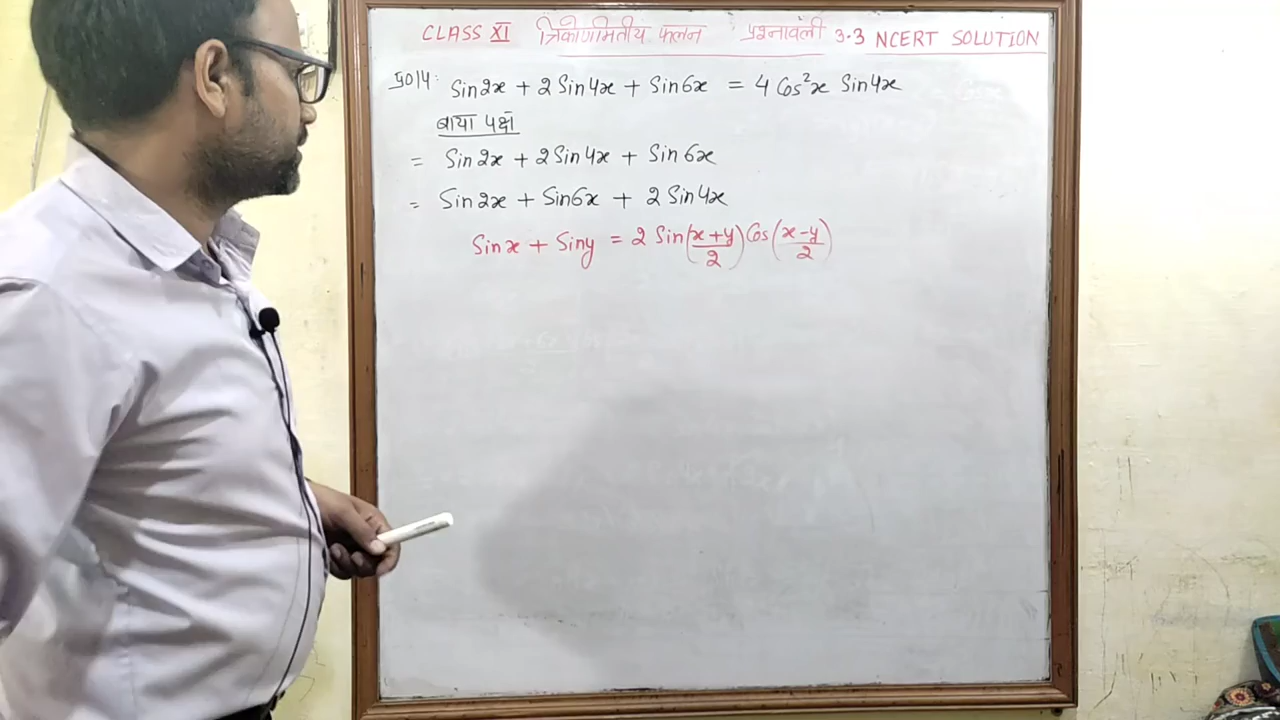 CLASS XI त्रिकोणमितीय फलन प्रश्नावली 3.3 NCERT SOLUTION
प्र014: Sin2x + 2 Sin4x + Sin6x = 4 Cos²x Sin4x
बाया पक्ष
= Sin2x + 2Sin4x + Sin6x
= Sin2x + Sin6x + 2 Sin4x
Sinx + Siny = 2 Sin(x+y/2) Cos(x-y/2)